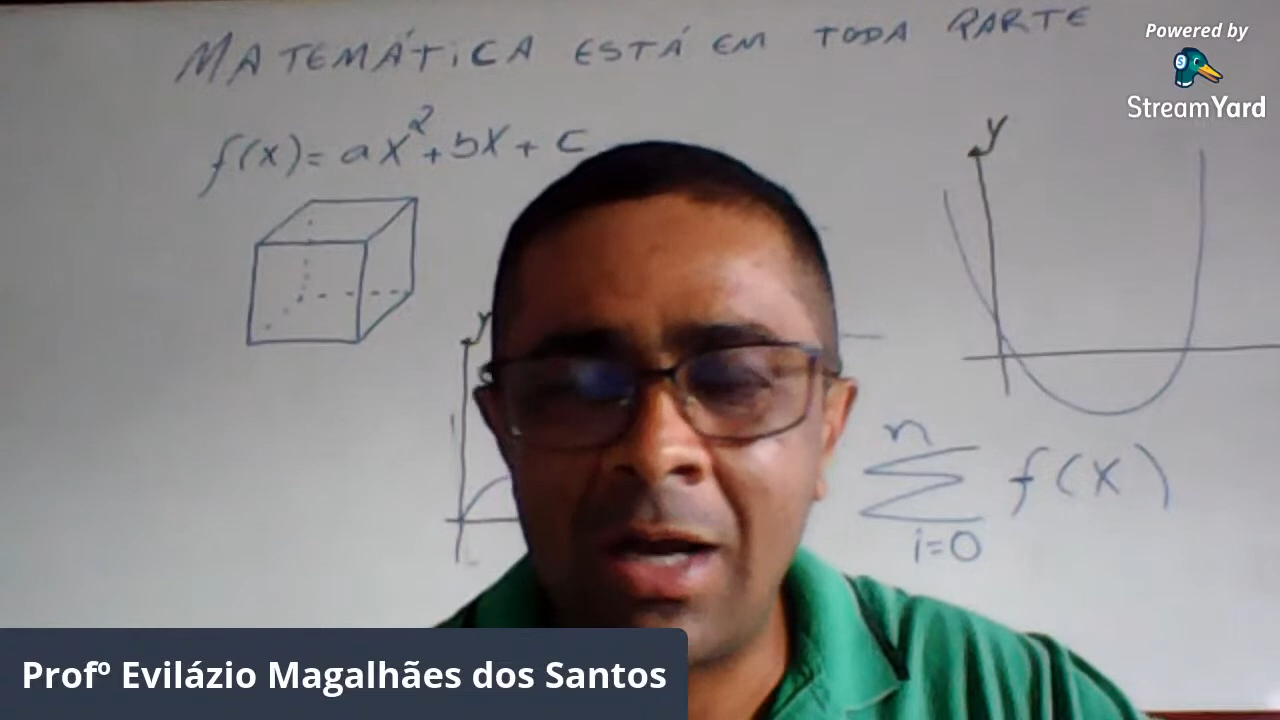 MATEMÁTICA ESTÁ EM TODA PARTE
Powered by
StreamYard
f(x)=ax²+bx+c
y
y
n
∑ f(x)
i=0
Profº Evilázio Magalhães dos Santos